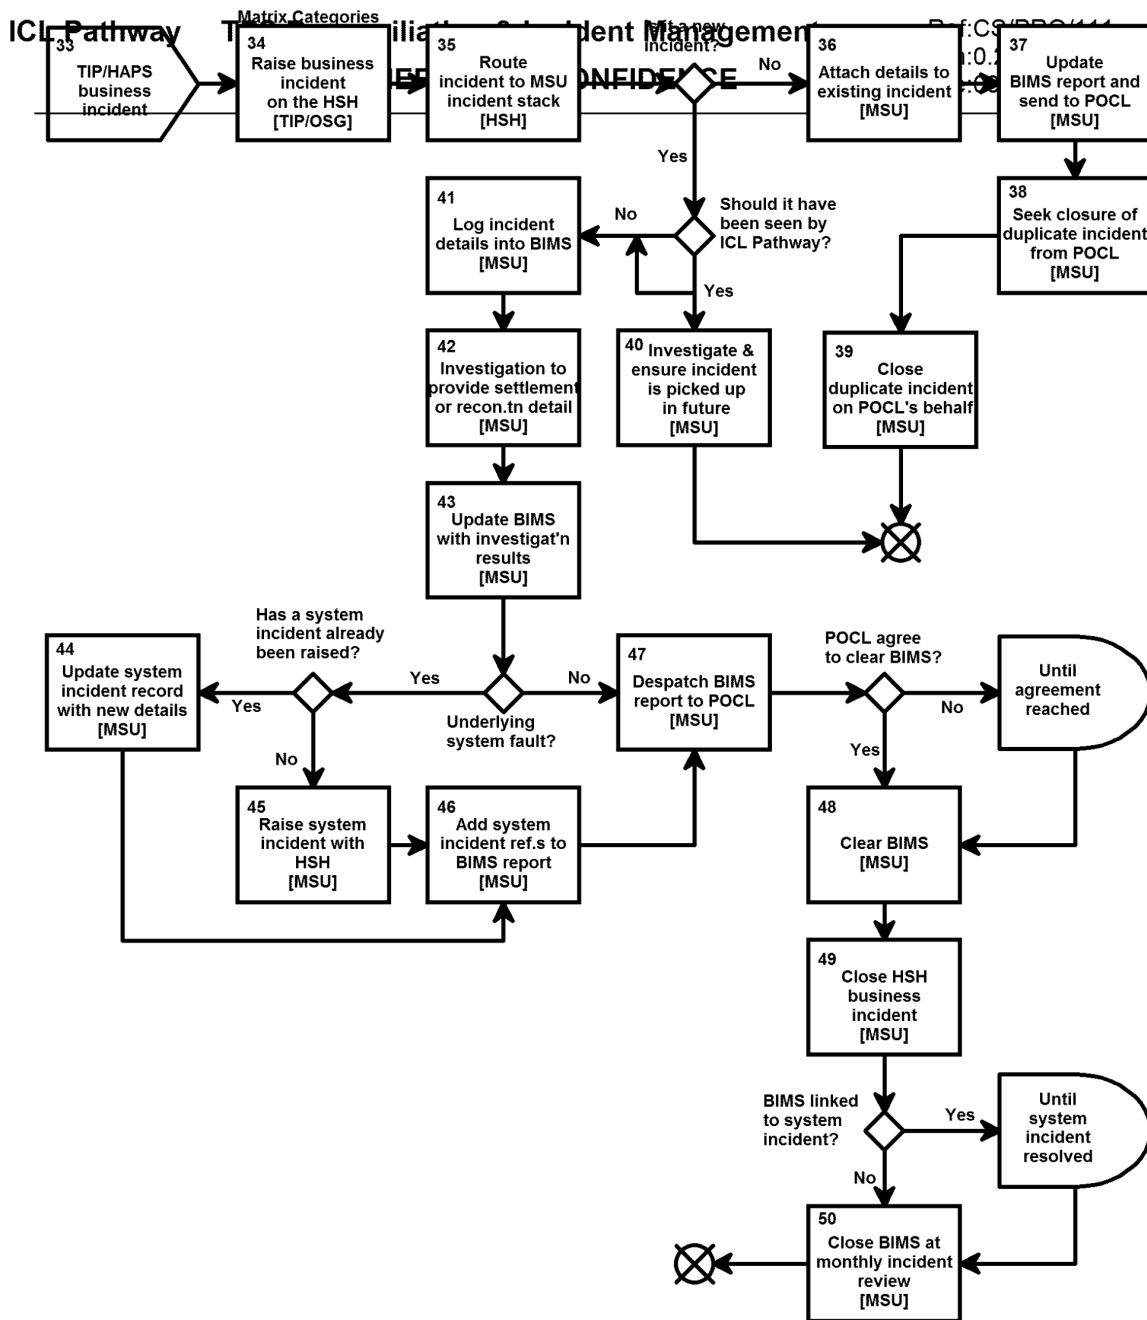 ICL Pathway
Matrix Categories
Ref:CS/PRO/111
33
TIP/HAPS
business
incident
34
Raise business
incident
on the HSH
[TIP/OSG]
35
Route
incident to MSU
incident stack
[HSH]
incident?
No
Yes
36
Attach details to
existing incident
[MSU]
37
Update
BIMS report and
send to POCL
[MSU]
38
Seek closure of
duplicate incident
from POCL
[MSU]
39
Close
duplicate incident
on POCL's behalf
[MSU]
Should it have
been seen by
ICL Pathway?
No
Yes
40
Investigate &
ensure incident
is picked up
in future
[MSU]
41
Log incident
details into BIMS
[MSU]
42
Investigation to
provide settlement
or recon.tn detail
[MSU]
43
Update BIMS
with investigat'n
results
[MSU]
Underlying
system fault?
Yes
No
Has a system
incident already
been raised?
Yes
No
44
Update system
incident record
with new details
[MSU]
45
Raise system
incident with
HSH
[MSU]
46
Add system
incident ref.s to
BIMS report
[MSU]
47
Despatch BIMS
report to POCL
[MSU]
POCL agree
to clear BIMS?
No
Yes
Until
agreement
reached
48
Clear BIMS
[MSU]
49
Close HSH
business
incident
[MSU]
BIMS linked
to system
incident?
Yes
No
Until
system
incident
resolved
50
Close BIMS at
monthly incident
review
[MSU]